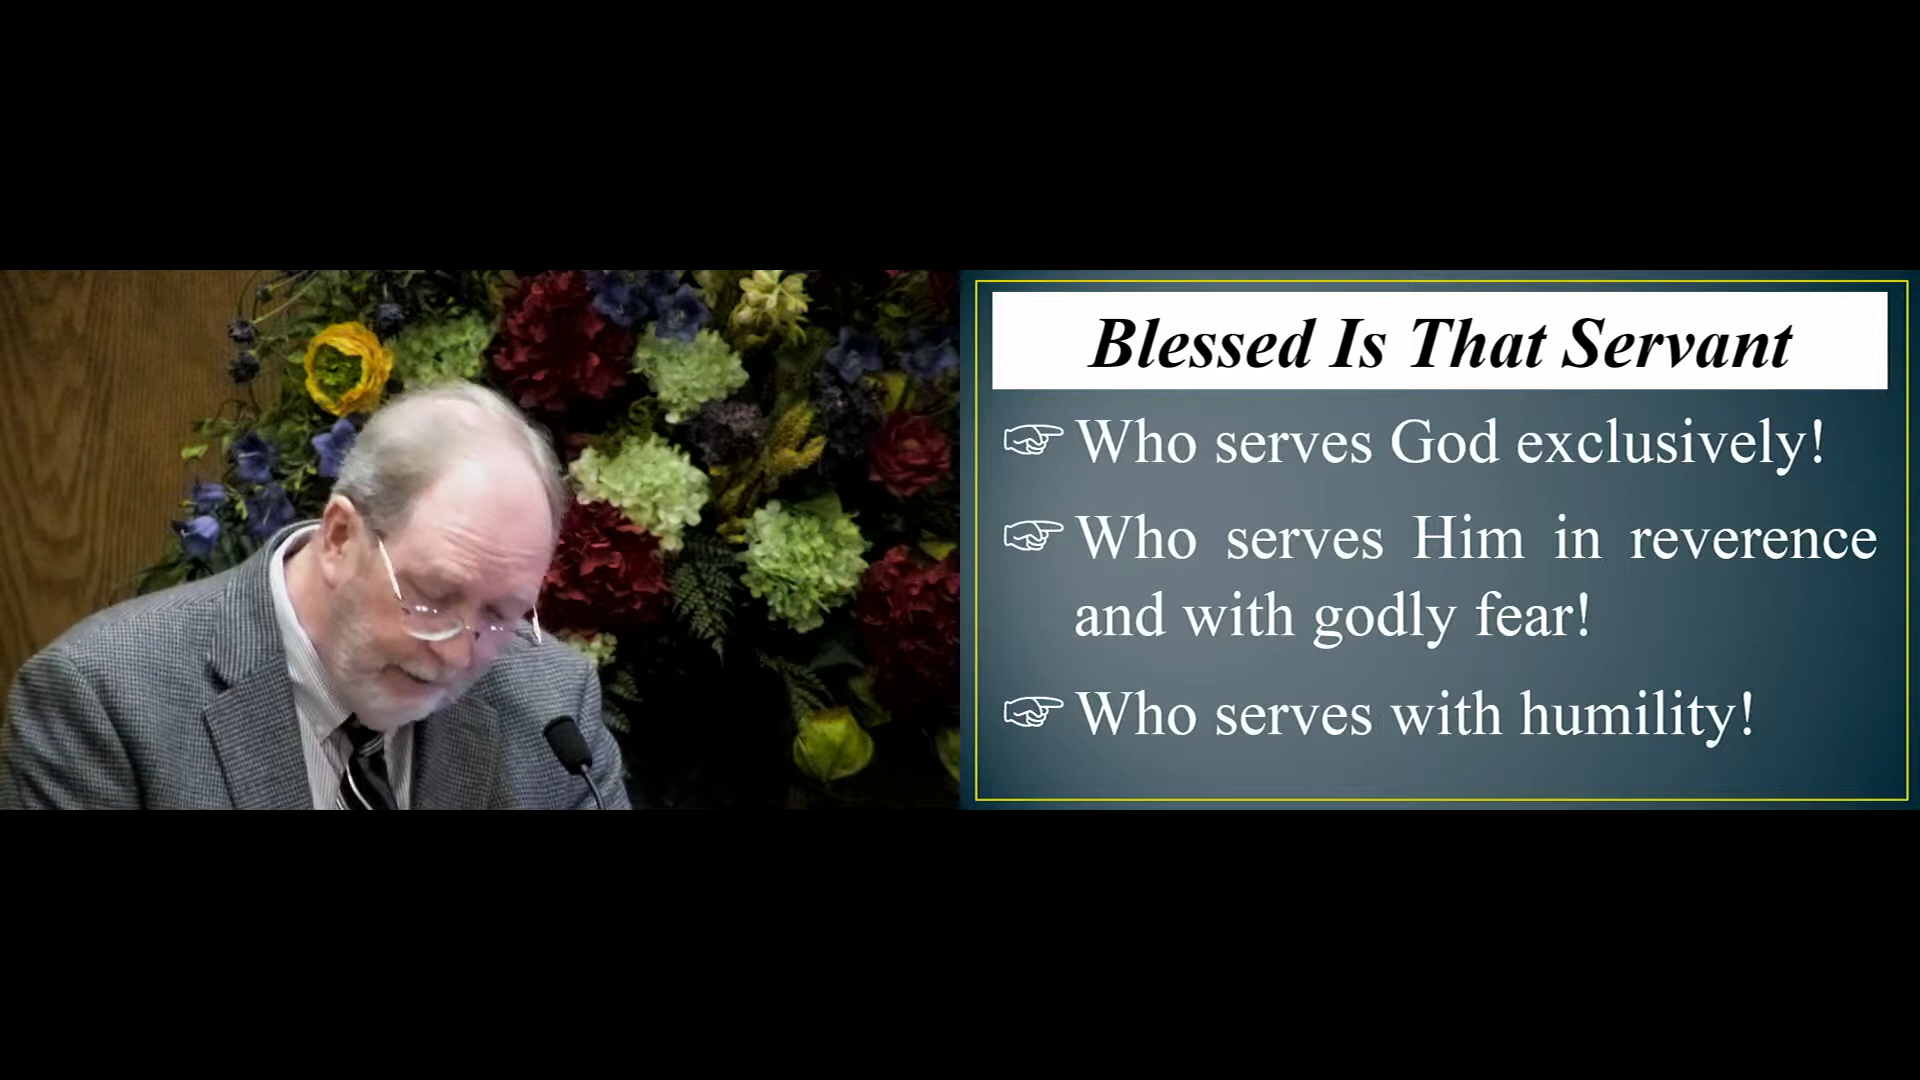 Blessed Is That Servant
☞ Who serves God exclusively!
☞ Who serves Him in reverence
and with godly fear!
☞ Who serves with humility!